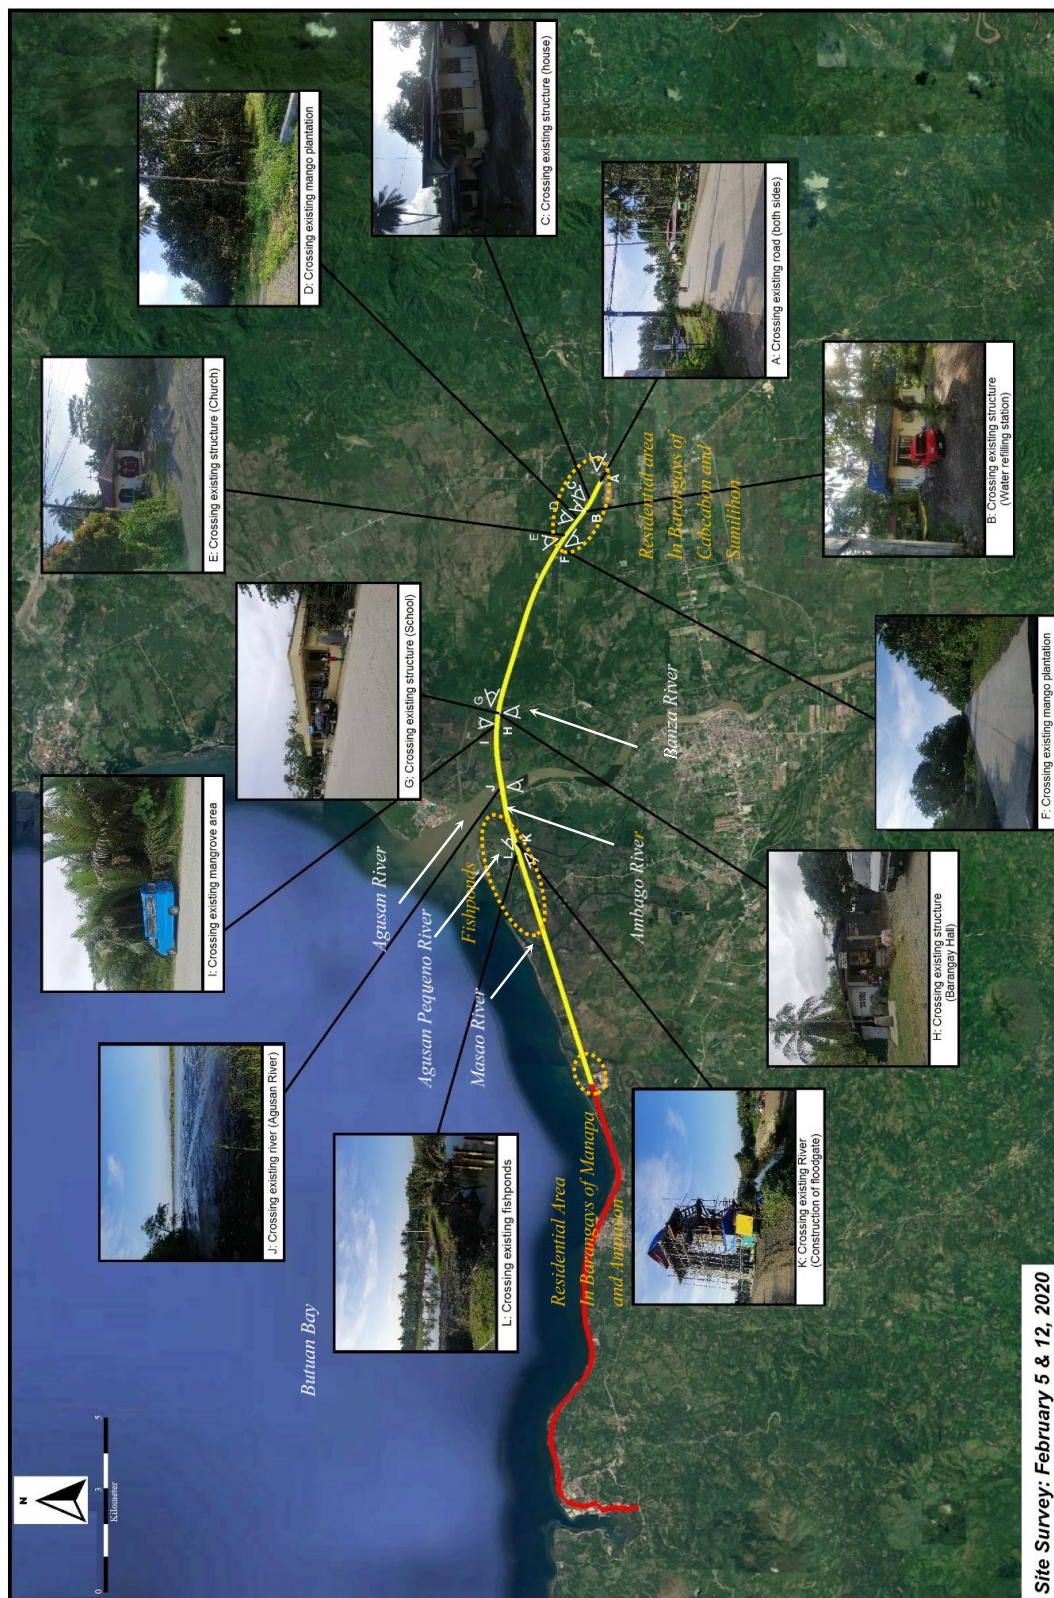 N
0
3
5
Kilometer
Butuan Bay
J: Crossing existing river (Agusan River)
I: Crossing existing mangrove area
E: Crossing existing structure (Church)
D: Crossing existing mango plantation
L: Crossing existing fishponds
G: Crossing existing structure (School)
C: Crossing existing structure (house)
Agusan River
Agusan Pequeno River
Masao River
Fishponds
Residential Area
In Barangays of Manapa
and Ampayon
L
K
J
I
H
G
F
E
D
C
B
A
Ambago River
Banza River
Residential area
In Barangays of
Cabcabon and
Sumilihon
A: Crossing existing road (both sides)
K: Crossing existing River
(Construction of floodgate)
H: Crossing existing structure
(Barangay Hall)
F: Crossing existing mango plantation
B: Crossing existing structure
(Water refilling station)
Site Survey: February 5 & 12, 2020